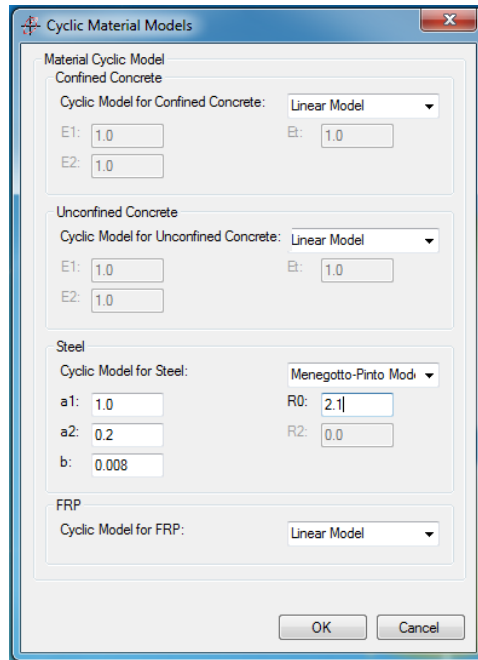 Cyclic Material Models
x
Material Cyclic Model
Confined Concrete
Cyclic Model for Confined Concrete: Linear Model
E1: 1.0 Et: 1.0
E2: 1.0
Unconfined Concrete
Cyclic Model for Unconfined Concrete: Linear Model
E1: 1.0 Et: 1.0
E2: 1.0
Steel
Cyclic Model for Steel: Menegotto-Pinto Mode
a1: 1.0 R0: 2.1
a2: 0.2 R2: 0.0
b: 0.008
FRP
Cyclic Model for FRP: Linear Model
OK Cancel